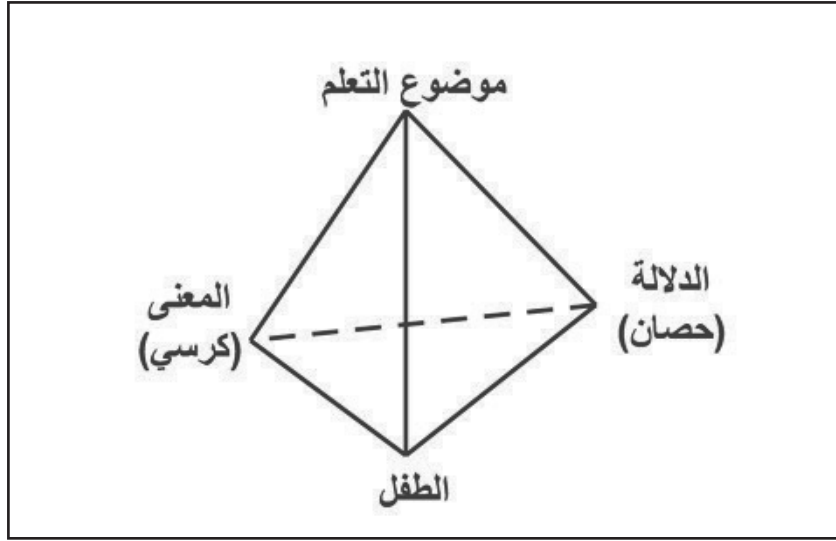 موضوع التعلم
الدلالة
(حصان)
المعنى
(كرسي)
الطفل